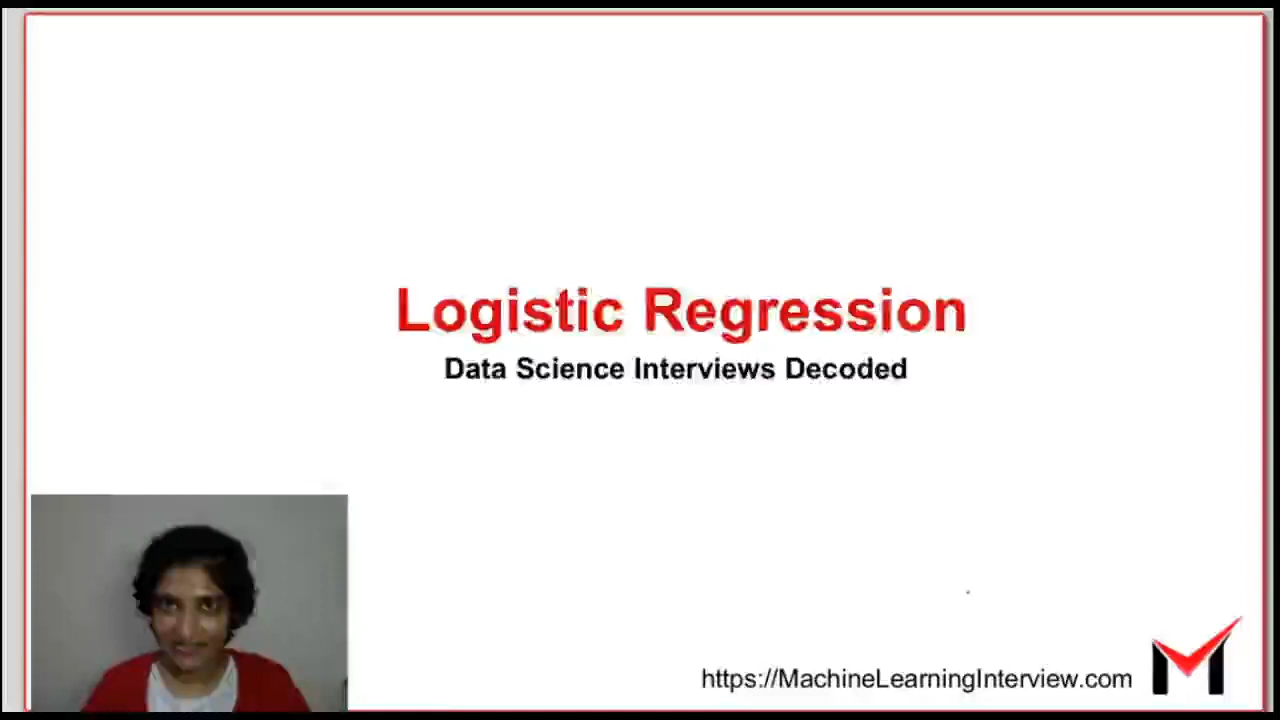 Logistic Regression
Data Science Interviews Decoded
https://MachineLearningInterview.com